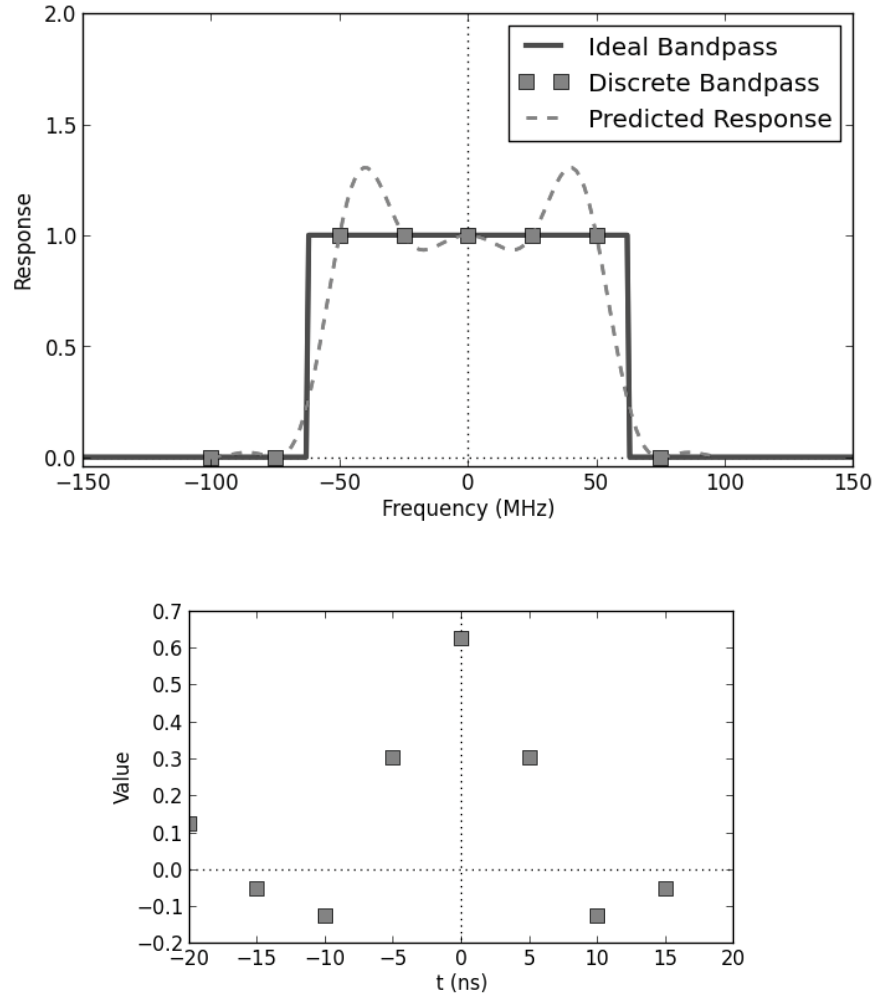 2.0
Ideal Bandpass
Discrete Bandpass
Predicted Response
1.5
1.0
0.5
0.0
Response
−150 −100 −50 0 50 100 150
Frequency (MHz)
0.7
0.6
0.5
0.4
0.3
0.2
0.1
0.0
−0.1
−0.2
Value
−20 −15 −10 −5 0 5 10 15 20
t (ns)